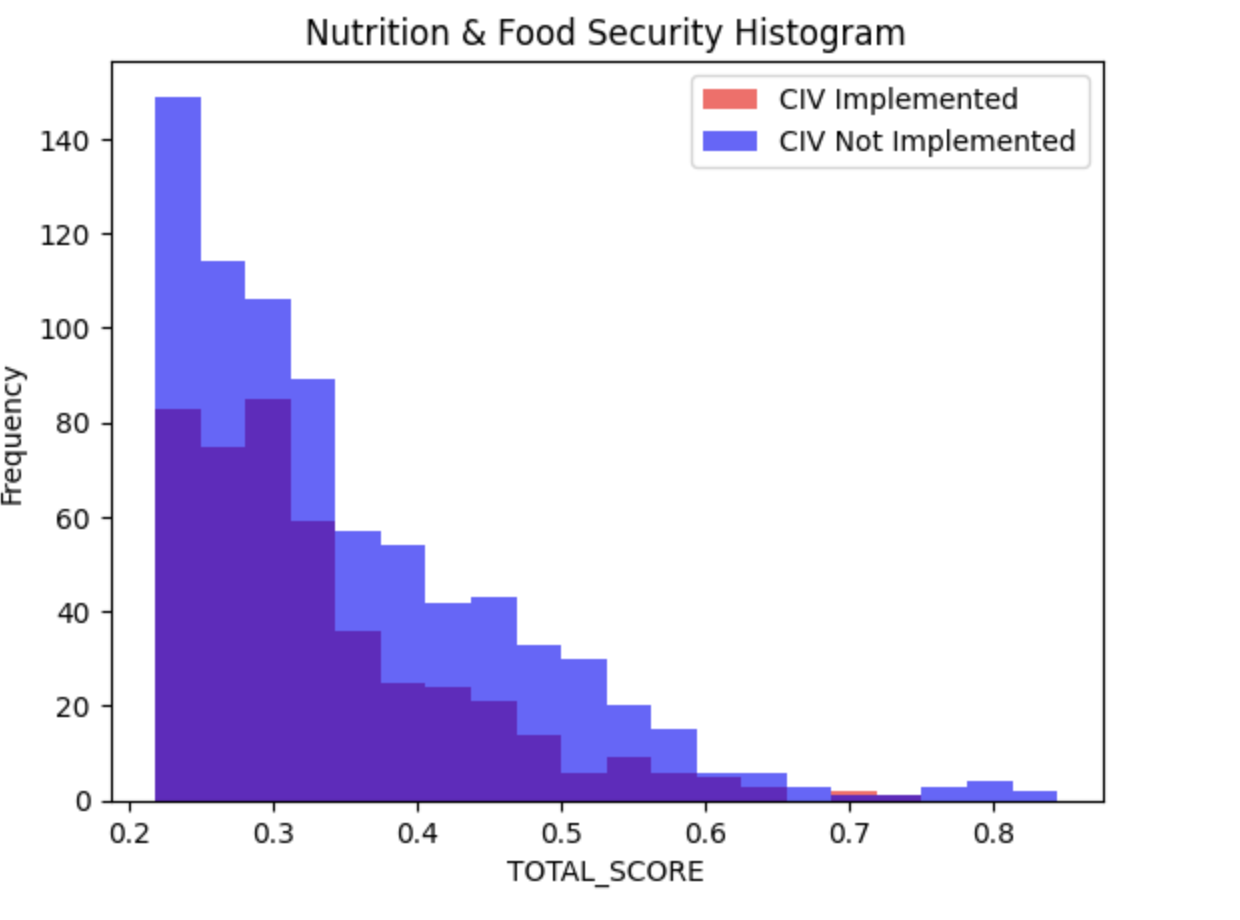 Nutrition & Food Security Histogram
CIV Implemented
CIV Not Implemented
140
120
100
80
60
40
20
0
Frequency
0.2 0.3 0.4 0.5 0.6 0.7 0.8
TOTAL_SCORE